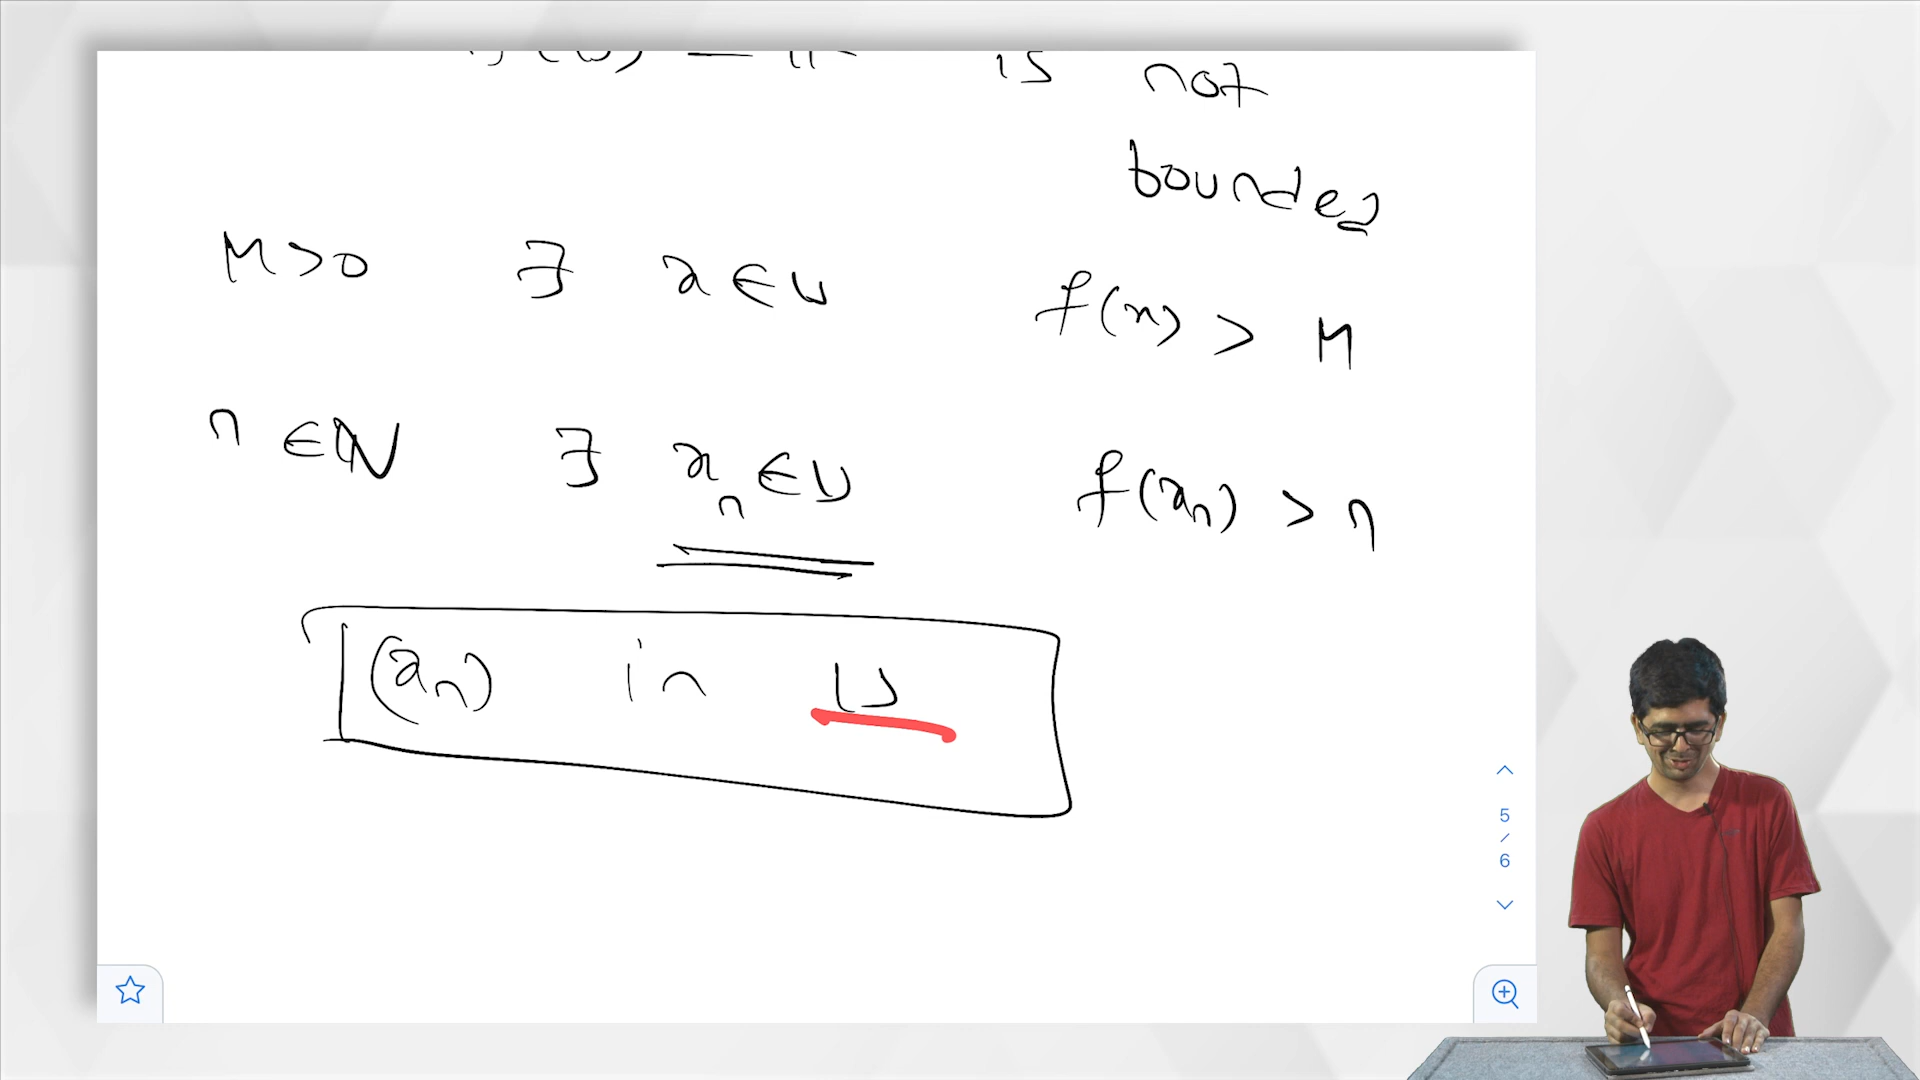 is not
bounded
M>0 ∃ x∈U f(x) > M
n ∈ℕ ∃ xₙ∈U f(xₙ) > n
(xₙ) in U
5
/
6